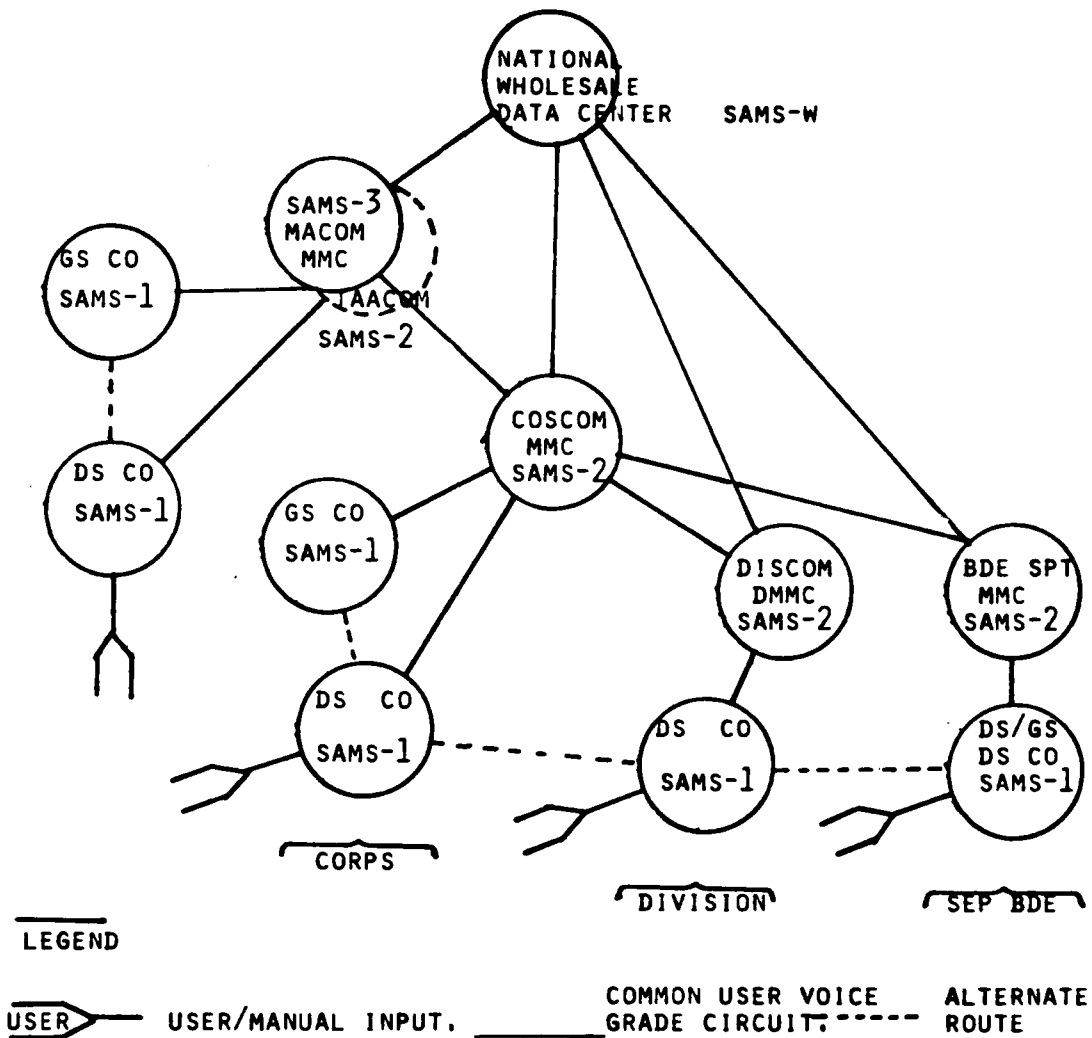 NATIONAL
WHOLESALE
DATA CENTER SAMS-W
SAMS-3
MACOM
MMC
TAACOM
SAMS-2
GS CO
SAMS-1
DS CO
SAMS-1
COSCOM
MMC
SAMS-2
GS CO
SAMS-1
DISCOM
DMMC
SAMS-2
BDE SPT
MMC
SAMS-2
DS CO
SAMS-1
DS CO
SAMS-1
DS/GS
DS CO
SAMS-1
CORPS
DIVISION
SEP BDE
LEGEND
USER
USER/MANUAL INPUT.
COMMON USER VOICE
GRADE CIRCUIT.
ALTERNATE
ROUTE